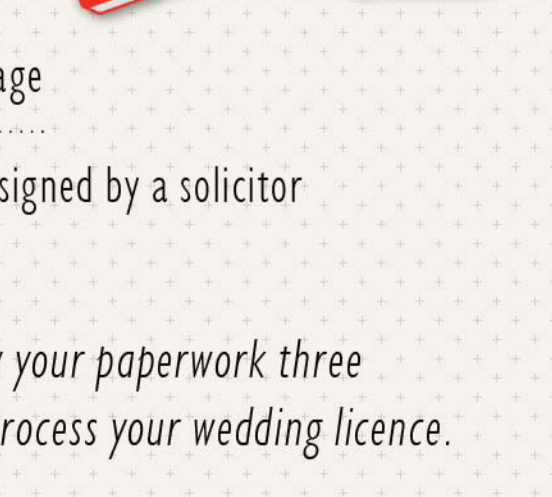 age
.....
signed by a solicitor
your paperwork three
rocess your wedding licence.